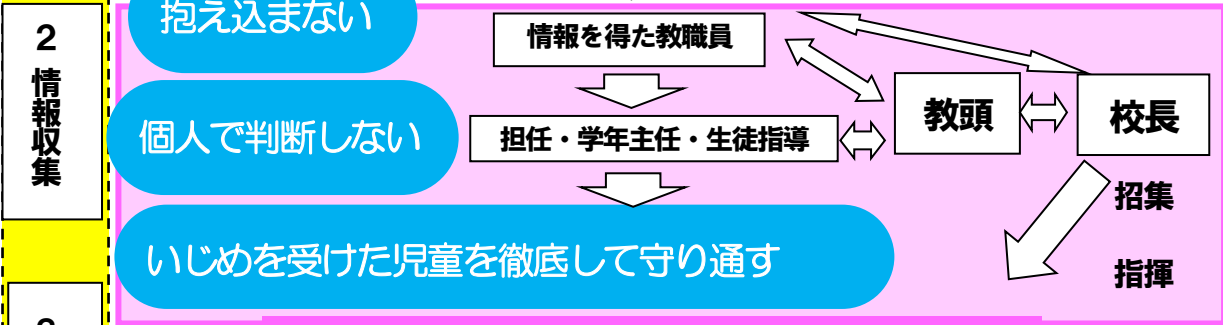 2
情報収集
抱え込まない
情報を得た教職員
個人で判断しない
担任・学年主任・生徒指導
教頭
校長
招集
指揮
いじめを受けた児童を徹底して守り通す